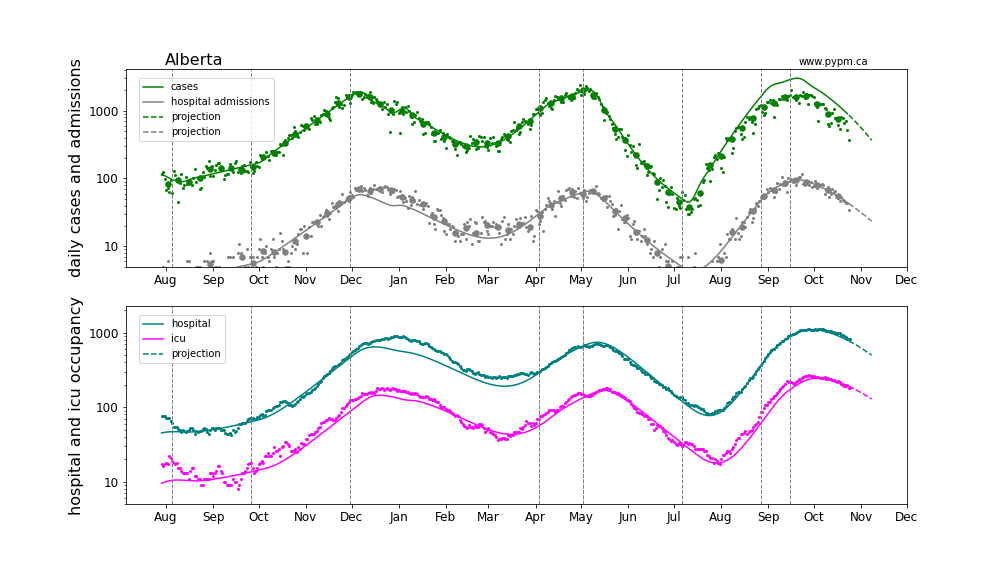 Alberta
www.pypm.ca
daily cases and admissions
1000
100
10
cases
hospital admissions
projection
projection
Aug Sep Oct Nov Dec Jan Feb Mar Apr May Jun Jul Aug Sep Oct Nov Dec
hospital and icu occupancy
1000
100
10
hospital
icu
projection
Aug Sep Oct Nov Dec Jan Feb Mar Apr May Jun Jul Aug Sep Oct Nov Dec